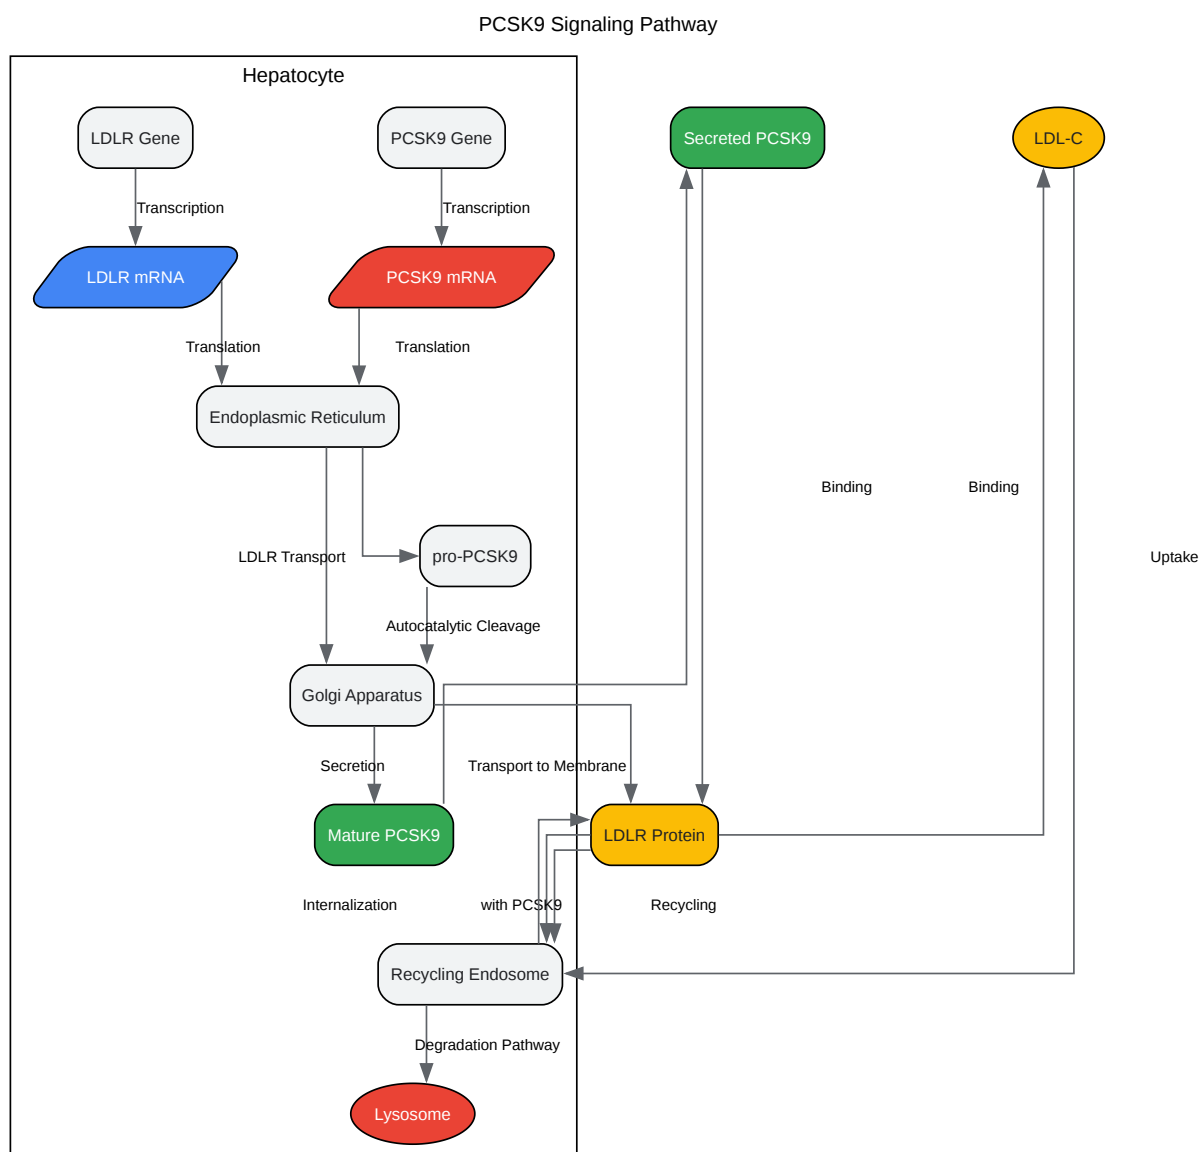 PCSK9 Signaling Pathway
Hepatocyte
LDLR Gene
PCSK9 Gene
Secreted PCSK9
LDL-C
Transcription
Transcription
LDLR mRNA
PCSK9 mRNA
Translation
Translation
Endoplasmic Reticulum
Binding
Binding
LDLR Transport
pro-PCSK9
Uptake
Autocatalytic Cleavage
Golgi Apparatus
Secretion
Transport to Membrane
Mature PCSK9
LDLR Protein
Internalization
with PCSK9
Recycling
Recycling Endosome
Degradation Pathway
Lysosome